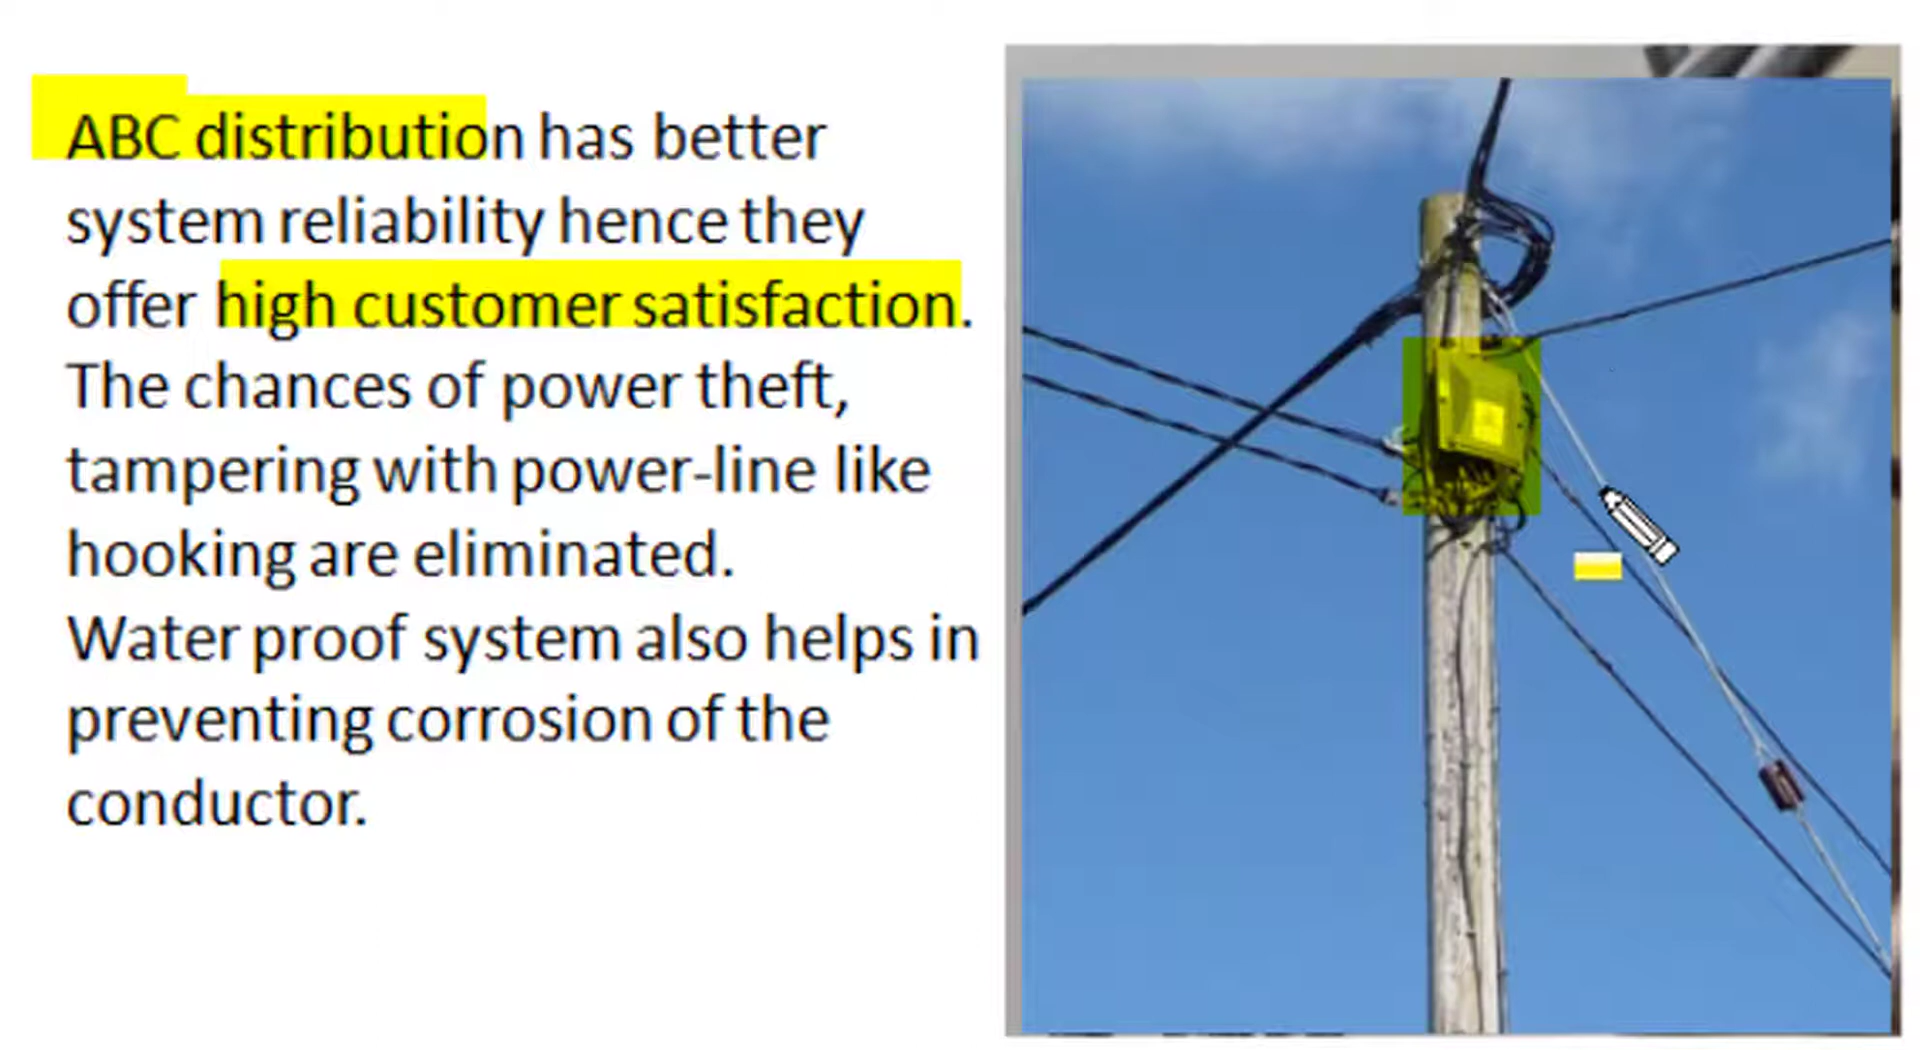 ABC distribution has better
system reliability hence they
offer high customer satisfaction.
The chances of power theft,
tampering with power-line like
hooking are eliminated.
Water proof system also helps in
preventing corrosion of the
conductor.